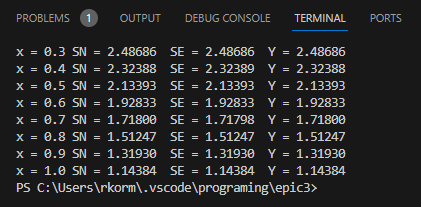 PROBLEMS 1 OUTPUT DEBUG CONSOLE TERMINAL PORTS
x = 0.3 SN = 2.48686 SE = 2.48686 Y = 2.48686
x = 0.4 SN = 2.32388 SE = 2.32389 Y = 2.32388
x = 0.5 SN = 2.13393 SE = 2.13393 Y = 2.13393
x = 0.6 SN = 1.92833 SE = 1.92833 Y = 1.92833
x = 0.7 SN = 1.71800 SE = 1.71798 Y = 1.71800
x = 0.8 SN = 1.51247 SE = 1.51247 Y = 1.51247
x = 0.9 SN = 1.31930 SE = 1.31930 Y = 1.31930
x = 1.0 SN = 1.14384 SE = 1.14384 Y = 1.14384
PS C:\Users\rkorm\.vscode\programing\epic3>